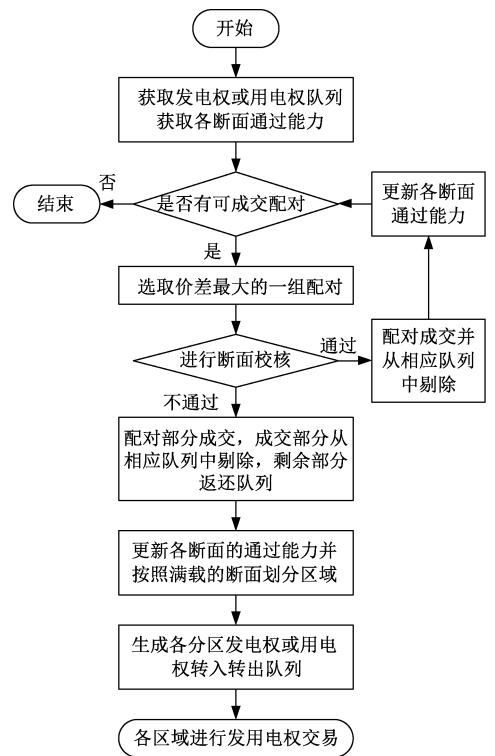 开始
获取发电权或用电权队列
获取各断面通过能力
是否有可成交配对
否
结束
更新各断面
通过能力
是
选取价差最大的一组配对
进行断面校核
通过
配对成交并
从相应队列
中剔除
不通过
配对部分成交，成交部分从
相应队列中剔除，剩余部分
返还队列
更新各断面的通过能力并
按照满载的断面划分区域
生成各分区发电权或用电
权转入转出队列
各区域进行发用电权交易